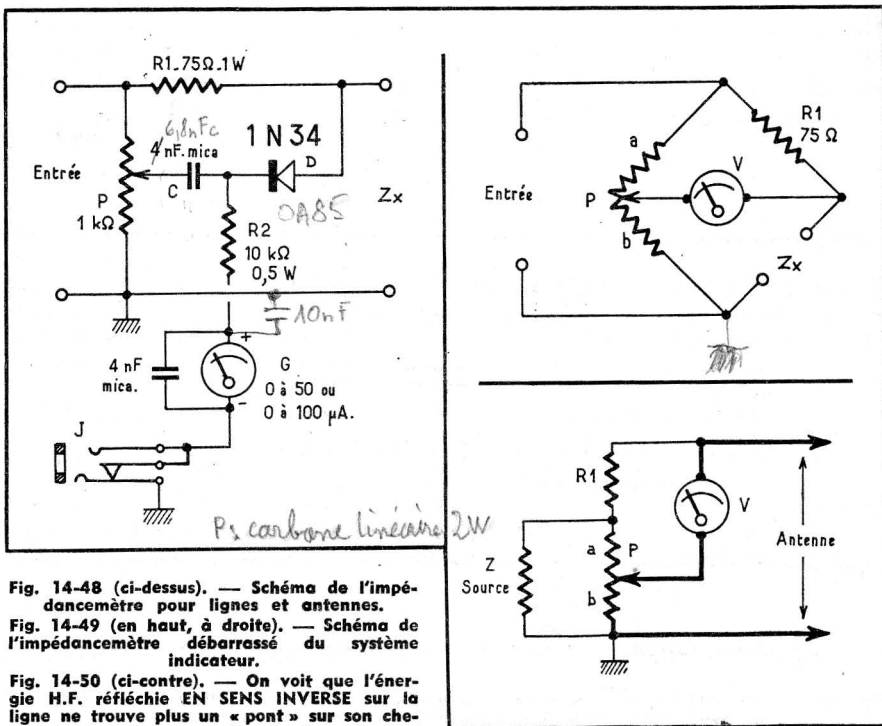 R1_75Ω_1W
6,8nFc
4 nF. mica
1 N 34
D
C
OA85
Entrée
P
1 kΩ
Zx
R2
10 kΩ
0,5 W
10nF
+
4 nF
mica.
G
0 à 50 ou
0 à 100 µA.
-
J
P: carbone linéaire 2W
R1
75 Ω
a
V
Entrée
P
b
Zx
R1
V
Z
Source
a
P
b
Antenne
Fig. 14-48 (ci-dessus). — Schéma de l'impé-
dancemètre pour lignes et antennes.
Fig. 14-49 (en haut, à droite). — Schéma de
l'impédancemètre débarrassé du système
indicateur.
Fig. 14-50 (ci-contre). — On voit que l'éner-
gie H.F. réfléchie EN SENS INVERSE sur la
ligne ne trouve plus un « pont » sur son che-